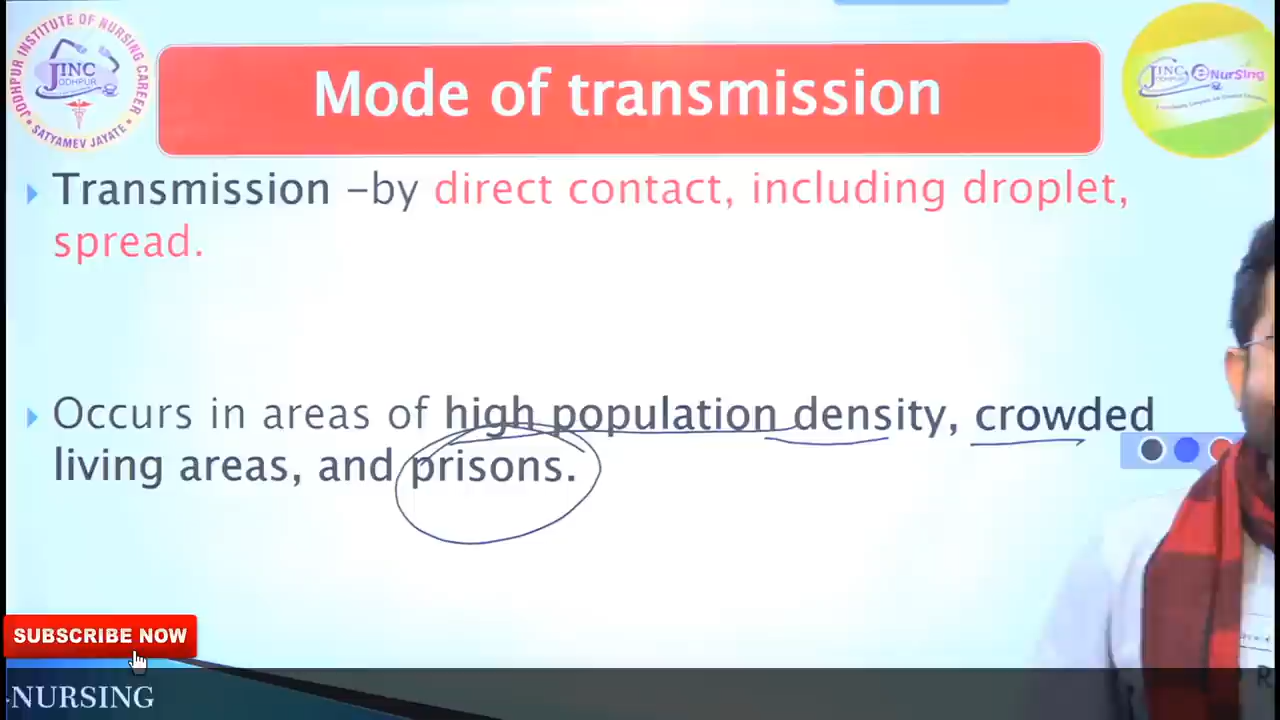 JODHPUR INSTITUTE OF NURSING CAREER
JINC
JODHPUR
SATYAMEV JAYATE
Mode of transmission
JINC
eNursing
Transmission –by direct contact, including droplet,
spread.
Occurs in areas of high population density, crowded
living areas, and prisons.
SUBSCRIBE NOW
-NURSING